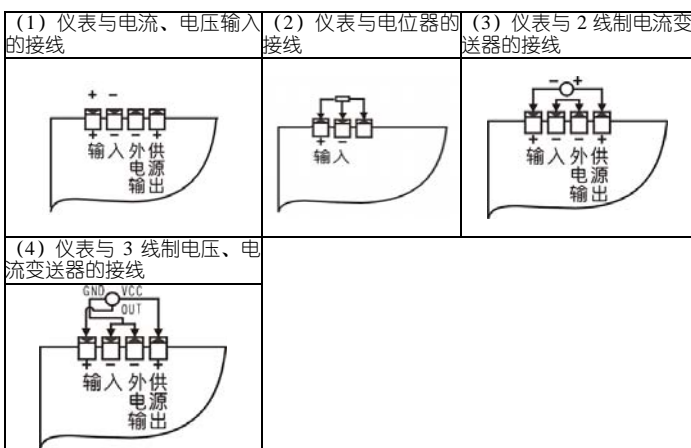 （1）仪表与电流、电压输入
的接线
（2）仪表与电位器的
接线
（3）仪表与 2 线制电流变
送器的接线
+ −
+ − − +
输入 外供
电源
输出
+ −
输入
− +
+ − − +
输入 外供
电源
输出
（4）仪表与 3 线制电压、电
流变送器的接线
GND VCC
OUT
+ − − +
输入 外供
电源
输出